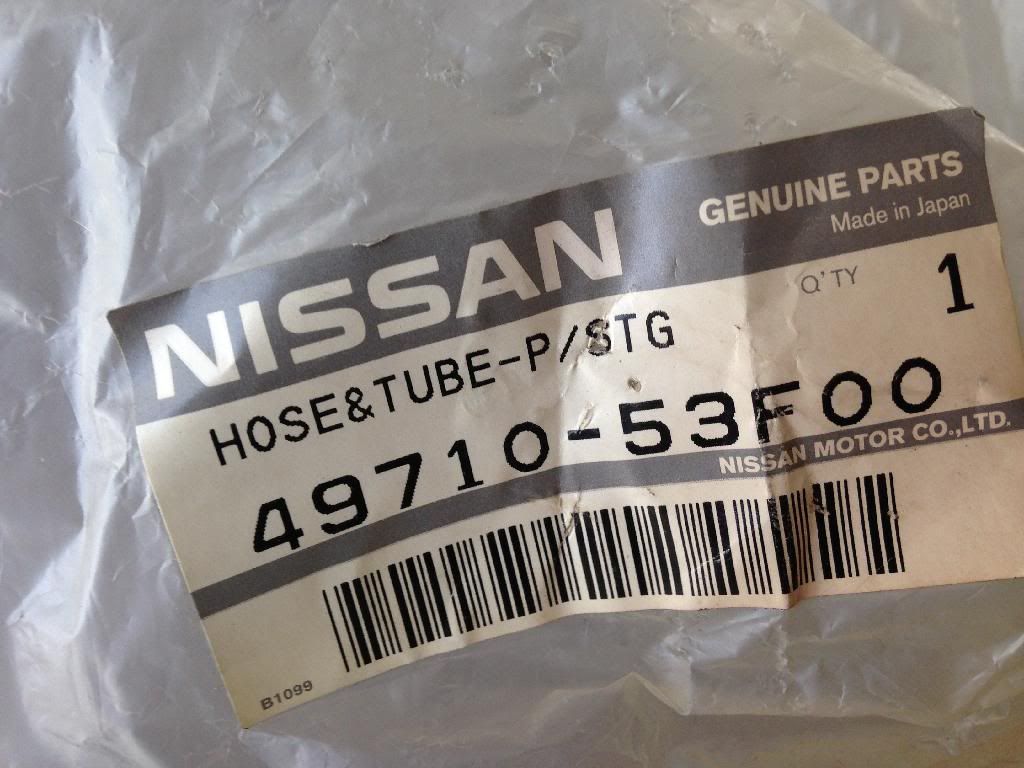 NISSAN
GENUINE PARTS
Made in Japan
HOSE&TUBE-P/STG
Q'TY 1
49710-53F00
NISSAN MOTOR CO.,LTD.
B1099